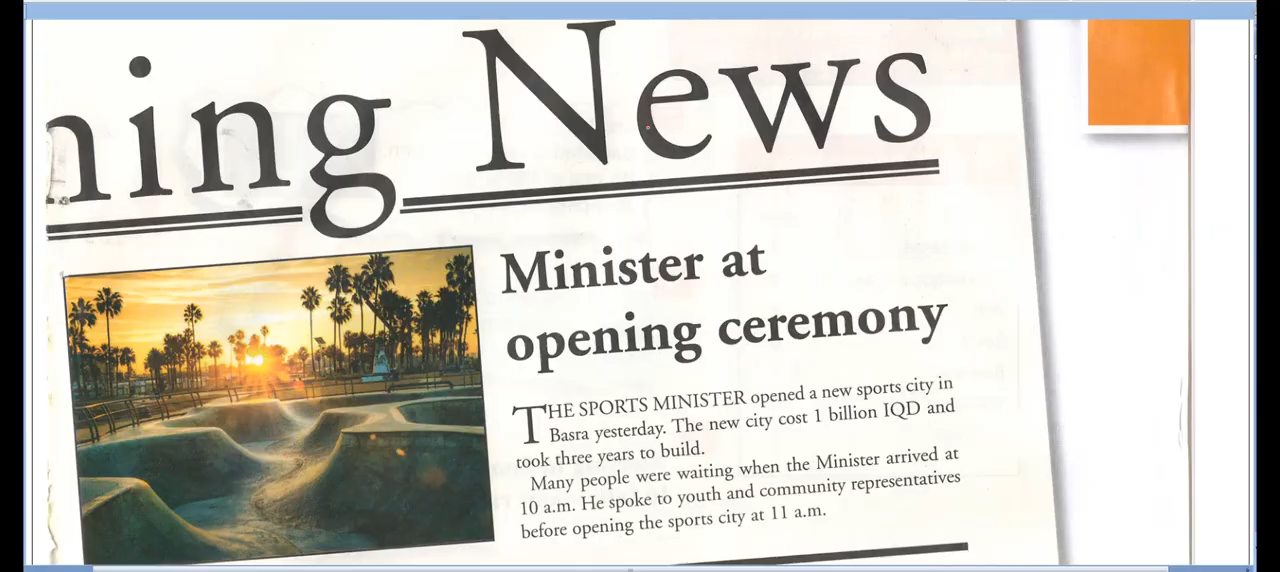 ning News
Minister at
opening ceremony
THE SPORTS MINISTER opened a new sports city in
Basra yesterday. The new city cost 1 billion IQD and
took three years to build.
Many people were waiting when the Minister arrived at
10 a.m. He spoke to youth and community representatives
before opening the sports city at 11 a.m.